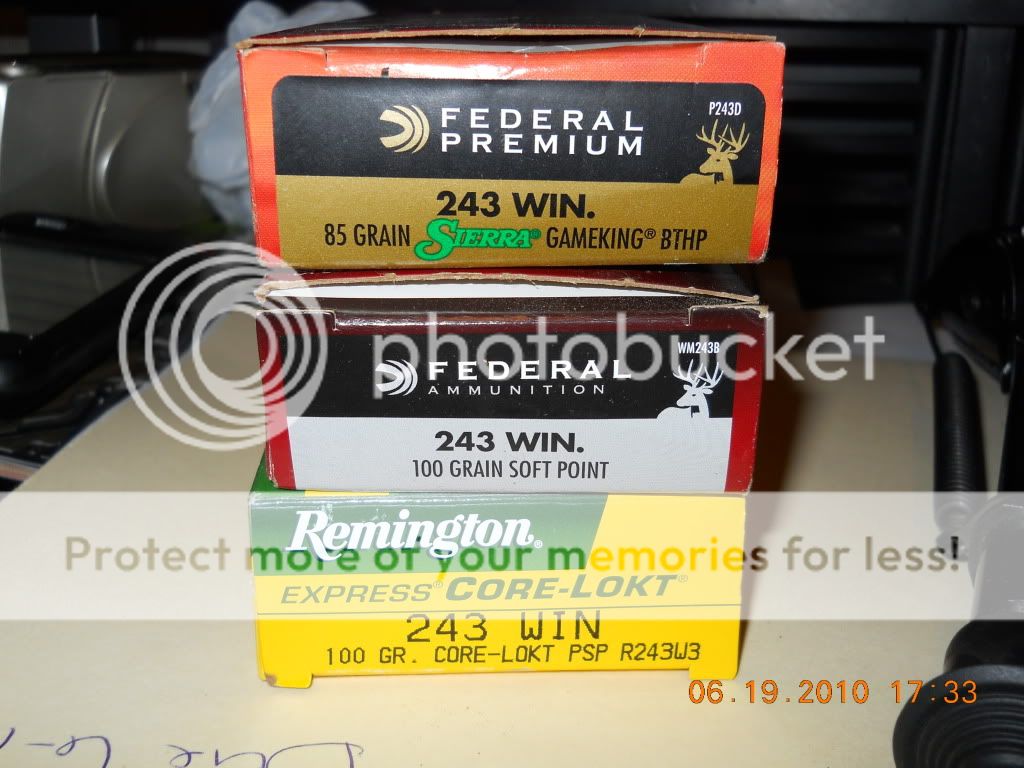 P243D
FEDERAL
PREMIUM
243 WIN.
85 GRAIN SIERRA® GAMEKING® BTHP
photobucket
WM243B
FEDERAL
AMMUNITION
243 WIN.
100 GRAIN SOFT POINT
Remington®
Protect more of your memories for less!
EXPRESS® CORE-LOKT®
243 WIN
100 GR. CORE-LOKT PSP R243W3
06.19.2010 17:33